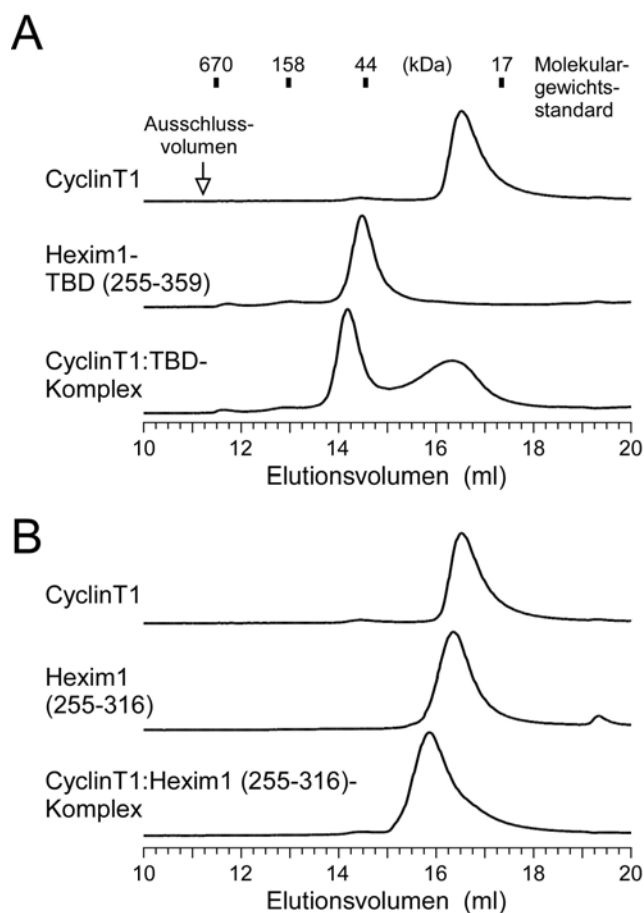 A
670 158 44 (kDa) 17 Molekular-
gewichts-
standard
Ausschluss-
volumen
CyclinT1
Hexim1-
TBD (255-359)
CyclinT1:TBD-
Komplex
10 12 14 16 18 20
Elutionsvolumen (ml)
B
CyclinT1
Hexim1
(255-316)
CyclinT1:Hexim1 (255-316)-
Komplex
10 12 14 16 18 20
Elutionsvolumen (ml)